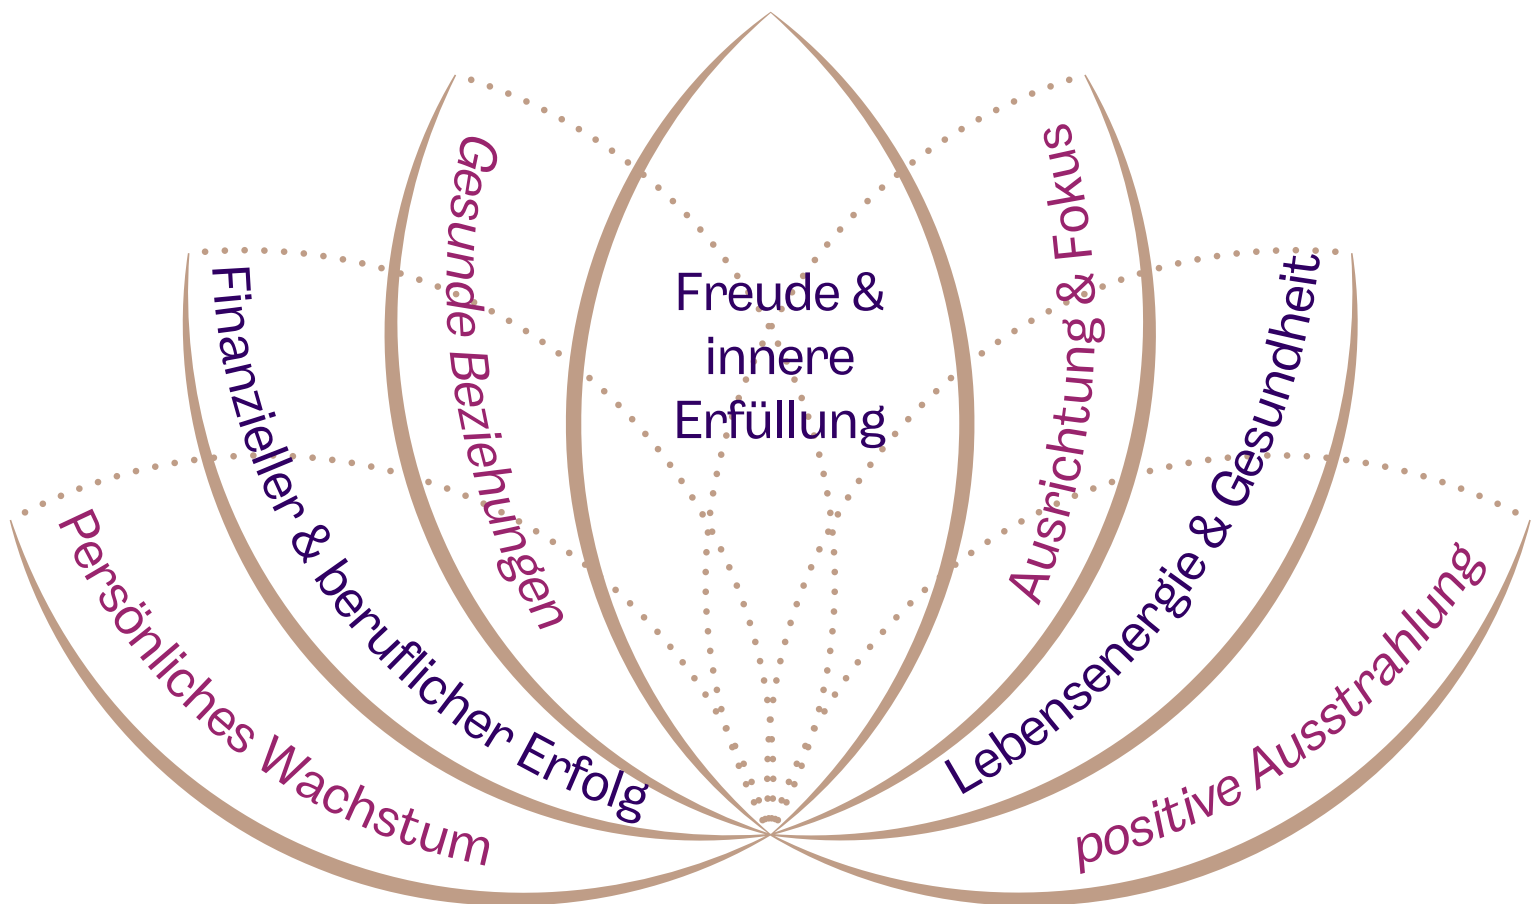 Persönliches Wachstum
Finanzieller & beruflicher Erfolg
Gesunde Beziehungen
Freude &
innere
Erfüllung
Ausrichtung & Fokus
Lebensenergie & Gesundheit
positive Ausstrahlung